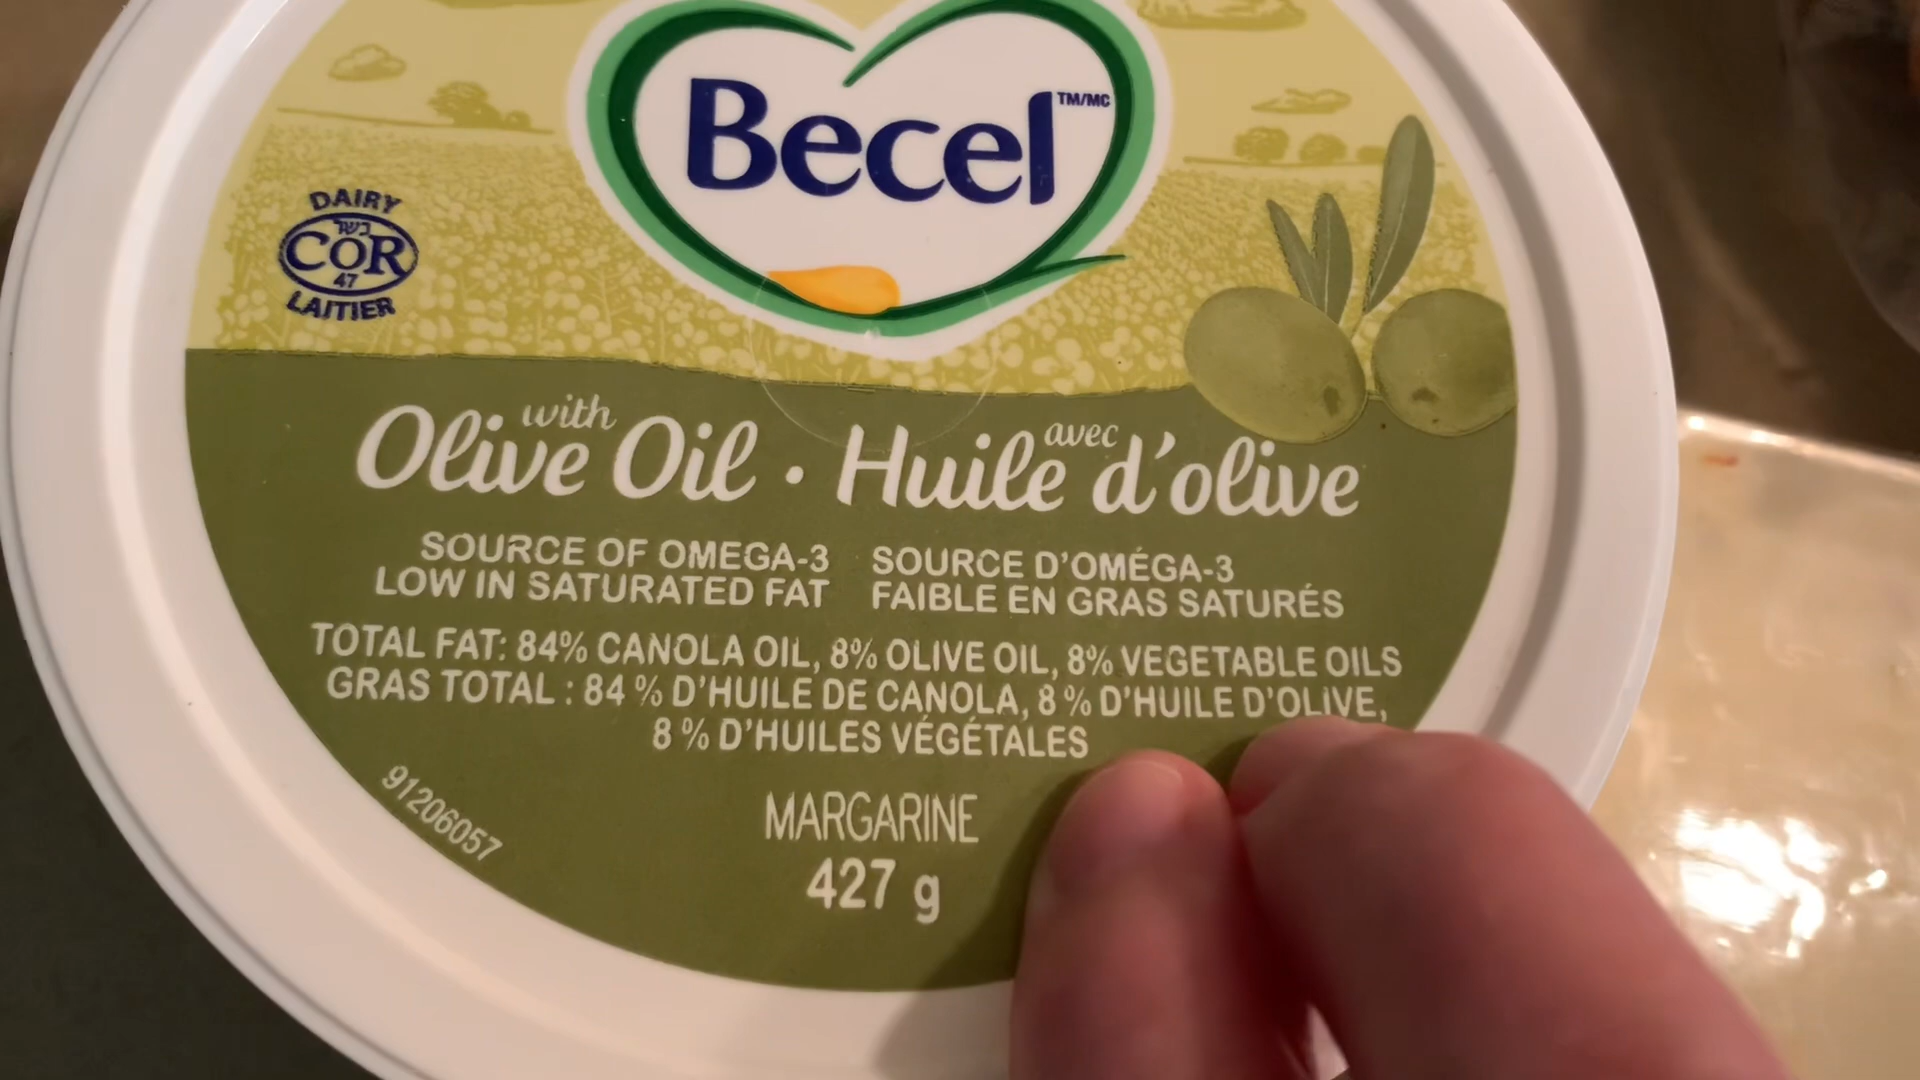 Becel TM/MC
DAIRY
כשר
COR
47
LAITIER
with
Olive Oil • Huile d'olive
avec
SOURCE OF OMEGA-3
LOW IN SATURATED FAT
SOURCE D'OMÉGA-3
FAIBLE EN GRAS SATURÉS
TOTAL FAT: 84% CANOLA OIL, 8% OLIVE OIL, 8% VEGETABLE OILS
GRAS TOTAL : 84 % D'HUILE DE CANOLA, 8 % D'HUILE D'OLIVE,
8 % D'HUILES VÉGÉTALES
91206057
MARGARINE
427 g